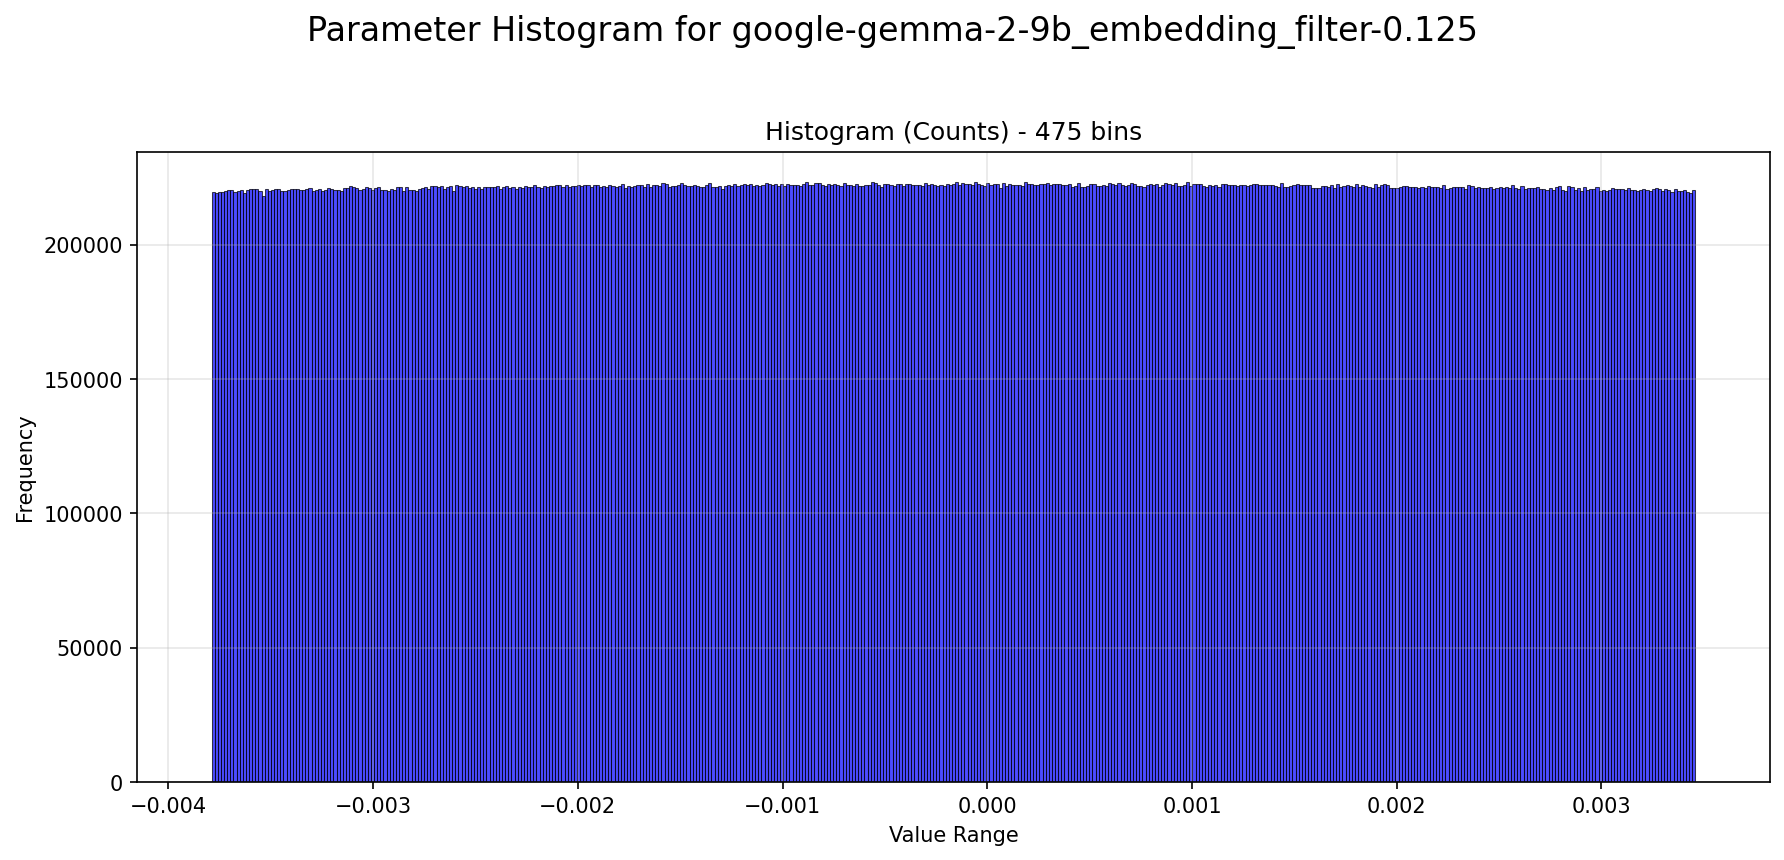 Parameter Histogram for google-gemma-2-9b_embedding_filter-0.125
Histogram (Counts) - 475 bins
Frequency
200000
150000
100000
50000
0
−0.004 −0.003 −0.002 −0.001 0.000 0.001 0.002 0.003
Value Range